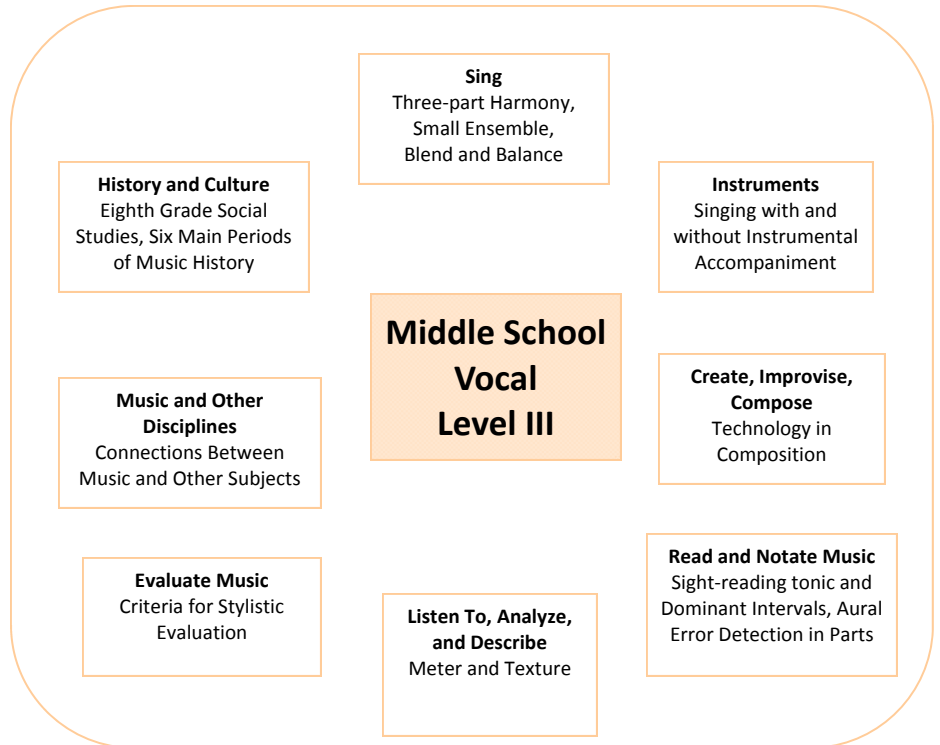 Sing
Three-part Harmony,
Small Ensemble,
Blend and Balance
History and Culture
Eighth Grade Social
Studies, Six Main Periods
of Music History
Instruments
Singing with and
without Instrumental
Accompaniment
Middle School
Vocal
Level III
Music and Other
Disciplines
Connections Between
Music and Other Subjects
Create, Improvise,
Compose
Technology in
Composition
Evaluate Music
Criteria for Stylistic
Evaluation
Listen To, Analyze,
and Describe
Meter and Texture
Read and Notate Music
Sight-reading tonic and
Dominant Intervals, Aural
Error Detection in Parts